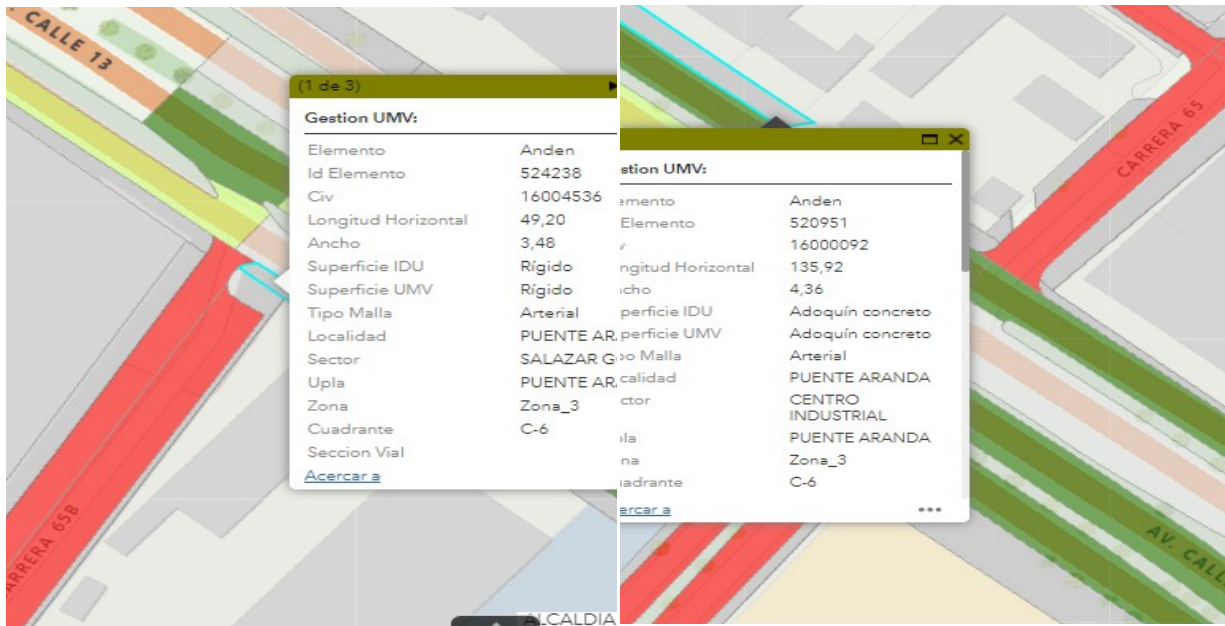 CALLE 13
(1 de 3)
Gestion UMV:
Elemento Anden
Id Elemento 524238
Civ 16004536
Longitud Horizontal 49,20
Ancho 3,48
Superficie IDU Rígido
Superficie UMV Rígido
Tipo Malla Arterial
Localidad PUENTE AR
Sector SALAZAR G
Upla PUENTE AR
Zona Zona_3
Cuadrante C-6
Seccion Vial
Acercar a
CARRERA 65B
ALCALDIA
CARRERA 65
stion UMV:
emento Anden
Elemento 520951
v 16000092
ngitud Horizontal 135,92
cho 4,36
perficie IDU Adoquín concreto
perficie UMV Adoquín concreto
po Malla Arterial
calidad PUENTE ARANDA
ctor CENTRO
INDUSTRIAL
la PUENTE ARANDA
na Zona_3
adrante C-6
ercar a
AV. CALL